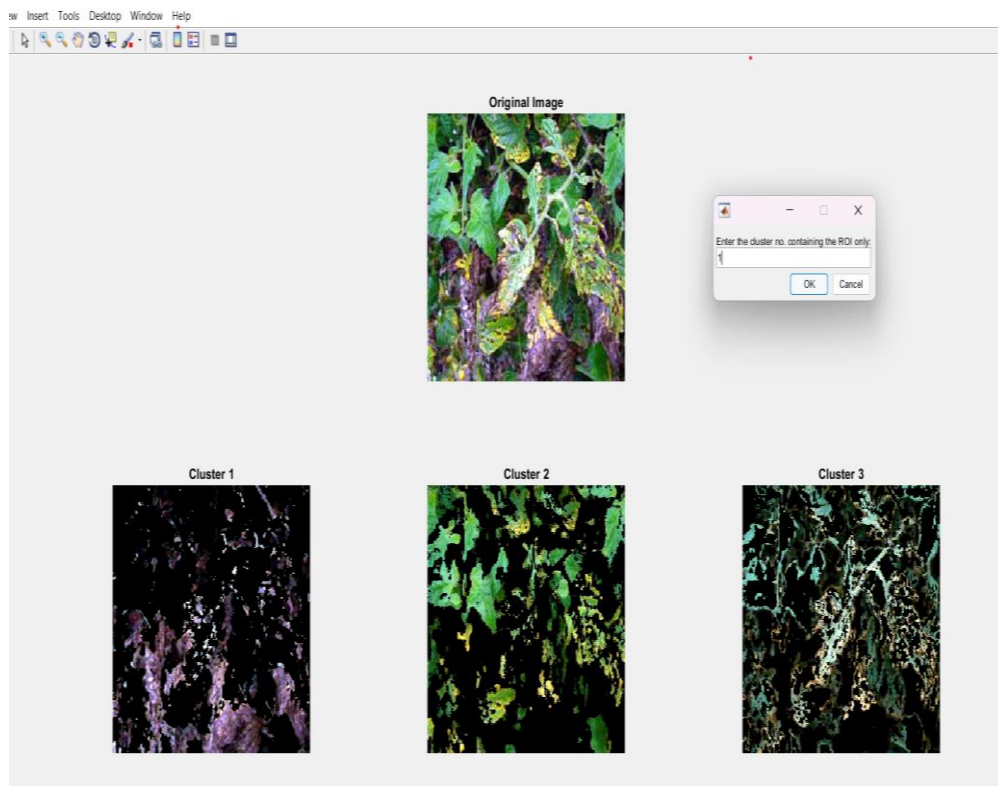 ew Insert Tools Desktop Window Help
Original Image
Enter the cluster no. containing the ROI only:
1
OK Cancel
Cluster 1 Cluster 2 Cluster 3